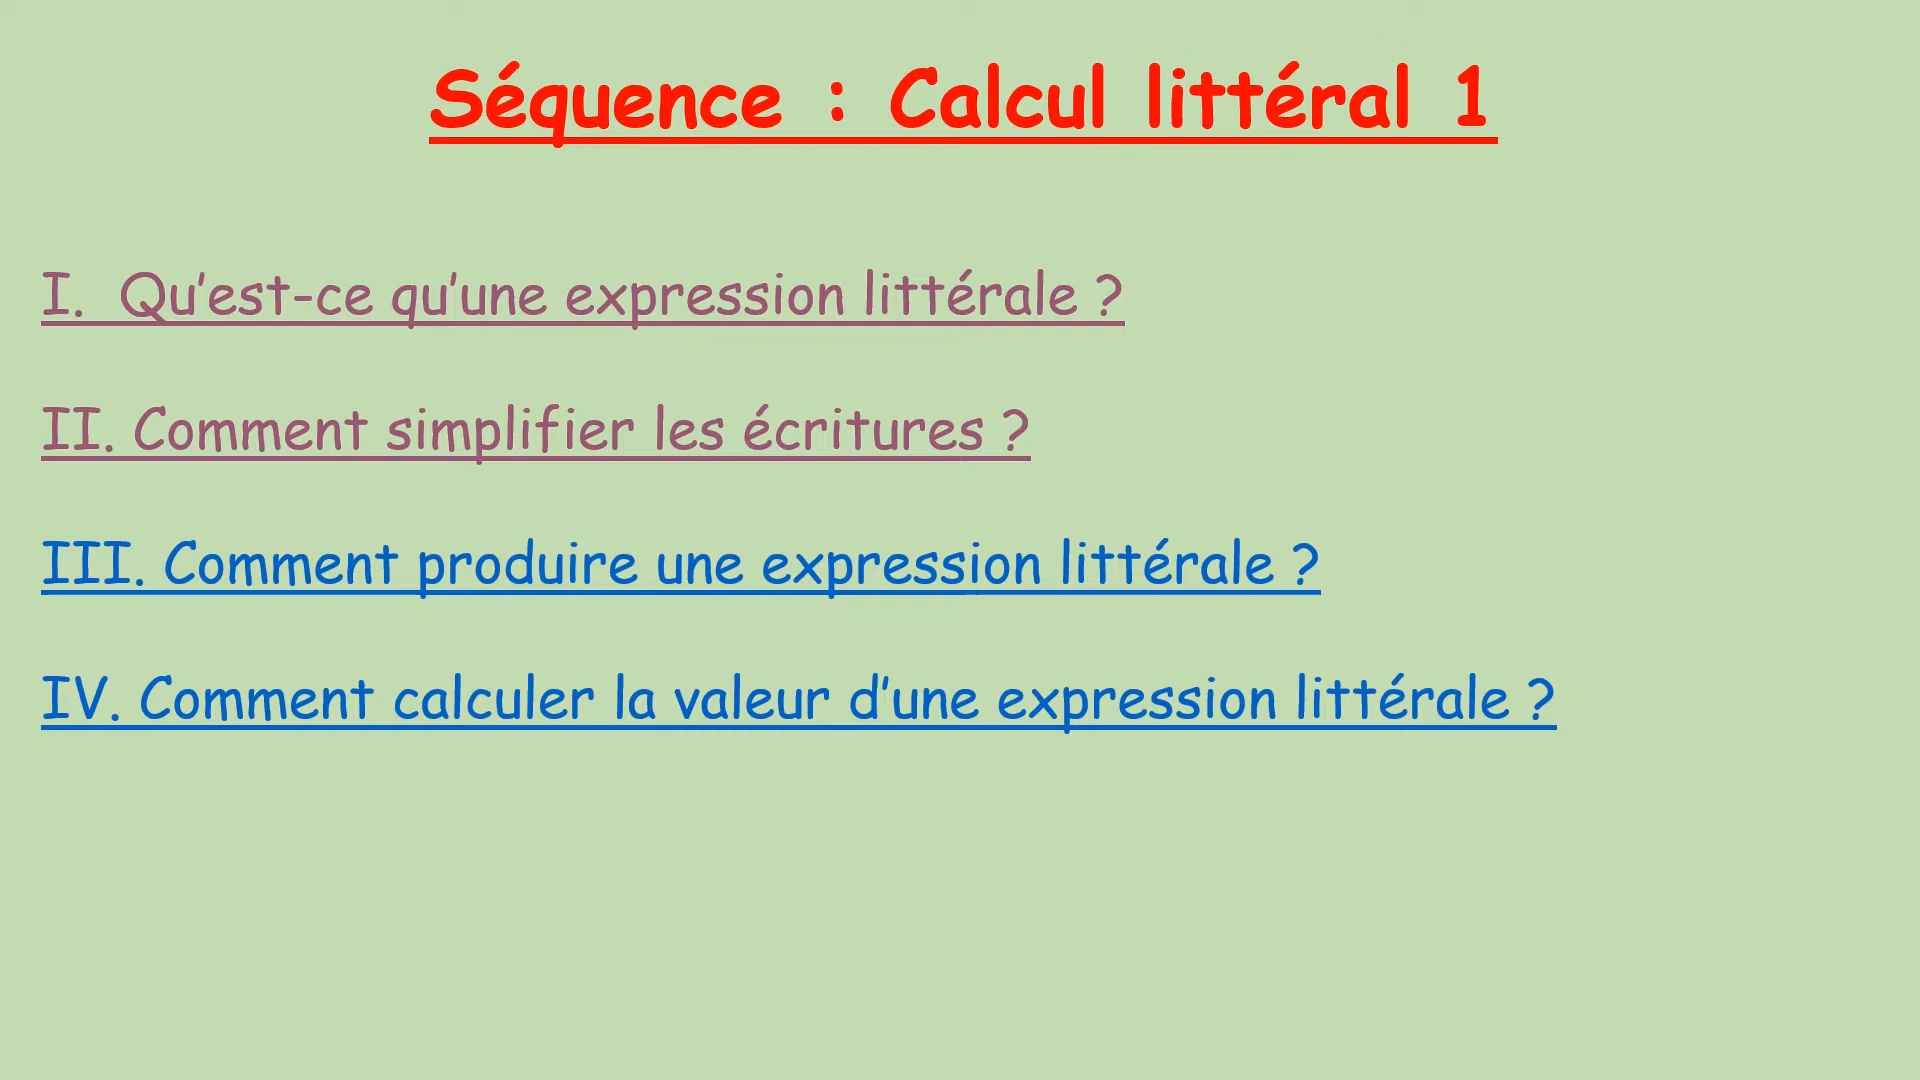 Séquence : Calcul littéral 1
I. Qu’est-ce qu’une expression littérale ?
II. Comment simplifier les écritures ?
III. Comment produire une expression littérale ?
IV. Comment calculer la valeur d’une expression littérale ?